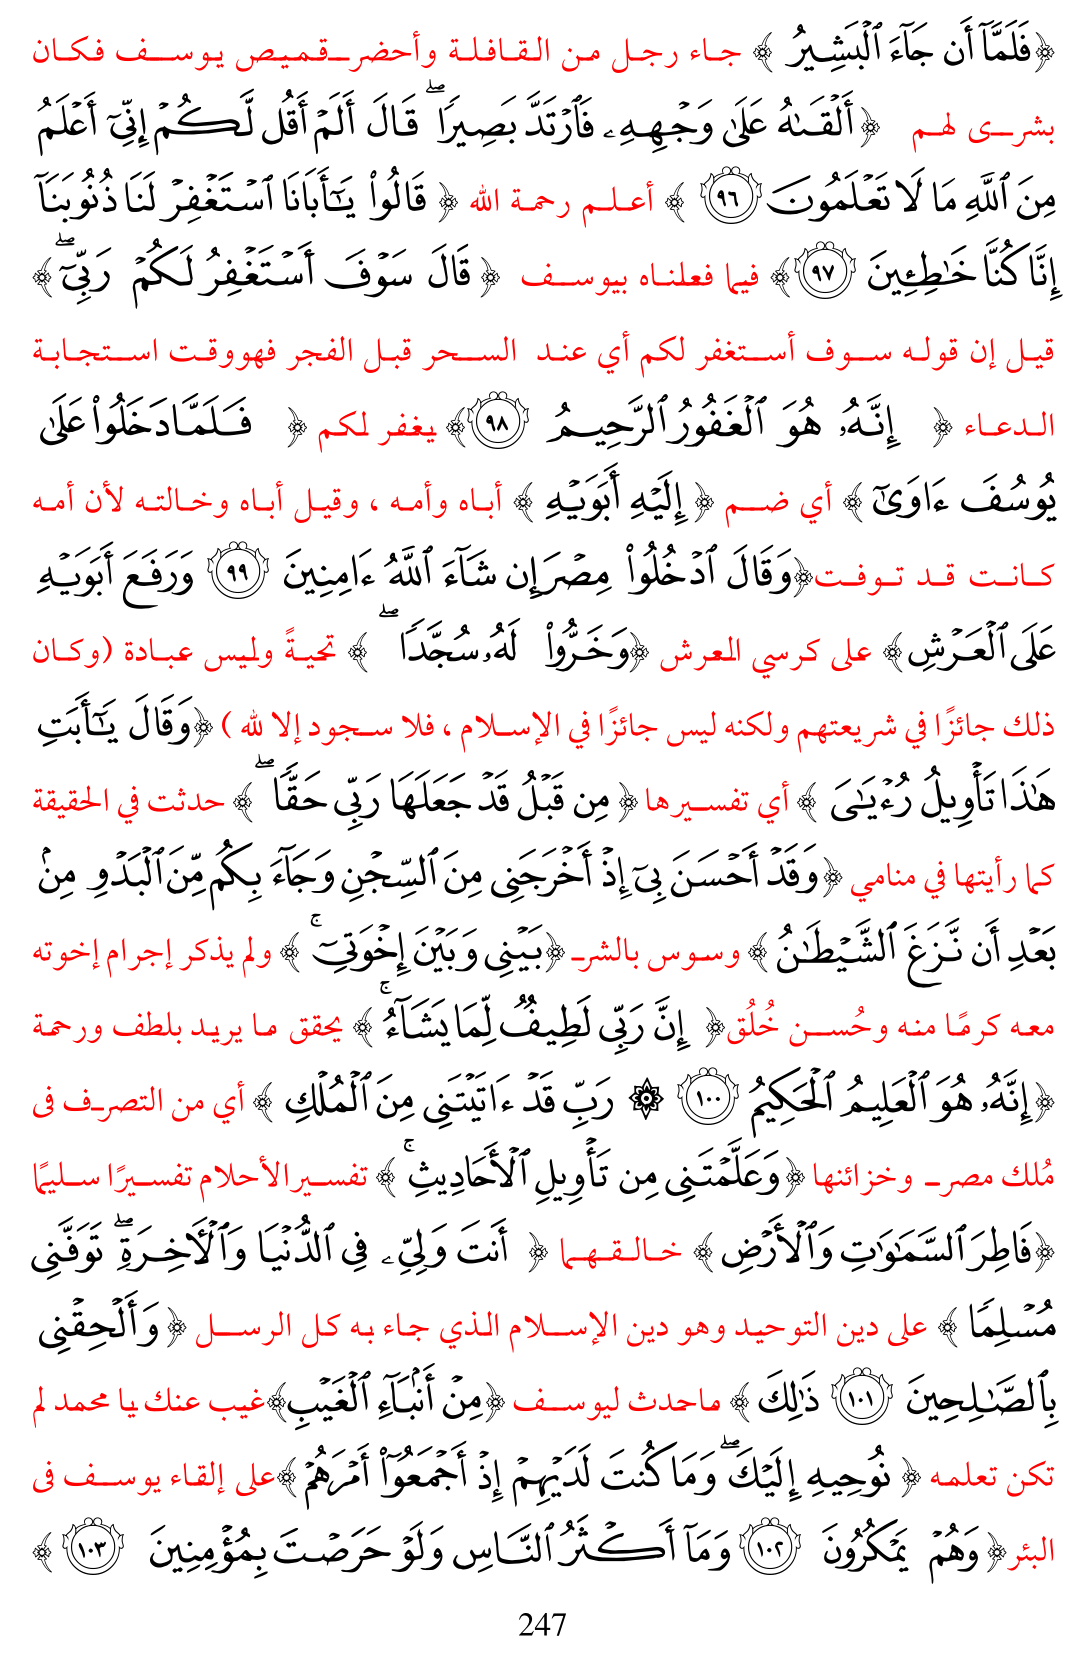 ﴿فَلَمَّآ أَن جَآءَ ٱلْبَشِيرُ ﴾ جاء رجل من القافلة وأحضر قميص يوسف فكان
بشرى لهم ﴿ أَلْقَىٰهُ عَلَىٰ وَجْهِهِۦ فَٱرْتَدَّ بَصِيرًا ۖ قَالَ أَلَمْ أَقُل لَّكُمْ إِنِّىٓ أَعْلَمُ
مِنَ ٱللَّهِ مَا لَا تَعْلَمُونَ ٩٦ ﴾ أعلم رحمة الله ﴿ قَالُوا۟ يَـٰٓأَبَانَا ٱسْتَغْفِرْ لَنَا ذُنُوبَنَآ
إِنَّا كُنَّا خَـٰطِـِٔينَ ٩٧ ﴾ فيما فعلناه بيوسف ﴿ قَالَ سَوْفَ أَسْتَغْفِرُ لَكُمْ رَبِّىٓ ۖ ﴾
قيل إن قوله سوف أستغفر لكم أي عند السحر قبل الفجر فهووقت استجابة
الدعاء ﴿ إِنَّهُۥ هُوَ ٱلْغَفُورُ ٱلرَّحِيمُ ٩٨ ﴾ يغفر لكم ﴿ فَلَمَّا دَخَلُوا۟ عَلَىٰ
يُوسُفَ ءَاوَىٰٓ ﴾ أي ضم ﴿ إِلَيْهِ أَبَوَيْهِ ﴾ أباه وأمه ، وقيل أباه وخالته لأن أمه
كانت قد توفت﴿وَقَالَ ٱدْخُلُوا۟ مِصْرَ إِن شَآءَ ٱللَّهُ ءَامِنِينَ ٩٩ وَرَفَعَ أَبَوَيْهِ
عَلَى ٱلْعَرْشِ﴾ على كرسي العرش ﴿وَخَرُّوا۟ لَهُۥ سُجَّدًا ۖ ﴾ تحيةً وليس عبادة (وكان
ذلك جائزًا في شريعتهم ولكنه ليس جائزًا في الإسلام ، فلا سجود إلا لله ) ﴿وَقَالَ يَـٰٓأَبَتِ
هَـٰذَا تَأْوِيلُ رُءْيَـٰىَ ﴾ أي تفسيرها ﴿ مِن قَبْلُ قَدْ جَعَلَهَا رَبِّى حَقًّا ۖ ﴾ حدثت في الحقيقة
كما رأيتها في منامي ﴿وَقَدْ أَحْسَنَ بِىٓ إِذْ أَخْرَجَنِى مِنَ ٱلسِّجْنِ وَجَآءَ بِكُم مِّنَ ٱلْبَدْوِ مِنۢ
بَعْدِ أَن نَّزَغَ ٱلشَّيْطَـٰنُ ﴾ وسوس بالشر ﴿بَيْنِى وَبَيْنَ إِخْوَتِىٓ ۚ ﴾ ولم يذكر إجرام إخوته
معه كرمًا منه وحُسن خُلُق﴿ إِنَّ رَبِّى لَطِيفٌ لِّمَا يَشَآءُ ۚ ﴾ يحقق ما يريد بلطف ورحمة
﴿إِنَّهُۥ هُوَ ٱلْعَلِيمُ ٱلْحَكِيمُ ١٠٠ ۞ رَبِّ قَدْ ءَاتَيْتَنِى مِنَ ٱلْمُلْكِ ﴾ أي من التصرف فى
مُلك مصر وخزائنها ﴿وَعَلَّمْتَنِى مِن تَأْوِيلِ ٱلْأَحَادِيثِ ۚ ﴾ تفسيرالأحلام تفسيرًا سليمًا
﴿فَاطِرَ ٱلسَّمَـٰوَٰتِ وَٱلْأَرْضِ ﴾ خالقهما ﴿ أَنتَ وَلِىِّۦ فِى ٱلدُّنْيَا وَٱلْـَٔاخِرَةِ ۖ تَوَفَّنِى
مُسْلِمًا ﴾ على دين التوحيد وهو دين الإسلام الذي جاء به كل الرسل ﴿ وَأَلْحِقْنِى
بِٱلصَّـٰلِحِينَ ١٠١ ذَٰلِكَ ﴾ ماحدث ليوسف ﴿مِنْ أَنۢبَآءِ ٱلْغَيْبِ﴾غيب عنك يا محمد لم
تكن تعلمه ﴿ نُوحِيهِ إِلَيْكَ ۖ وَمَا كُنتَ لَدَيْهِمْ إِذْ أَجْمَعُوٓا۟ أَمْرَهُمْ ﴾على إلقاء يوسف فى
البئر﴿وَهُمْ يَمْكُرُونَ ١٠٢ وَمَآ أَكْثَرُ ٱلنَّاسِ وَلَوْ حَرَصْتَ بِمُؤْمِنِينَ ١٠٣ ﴾
247